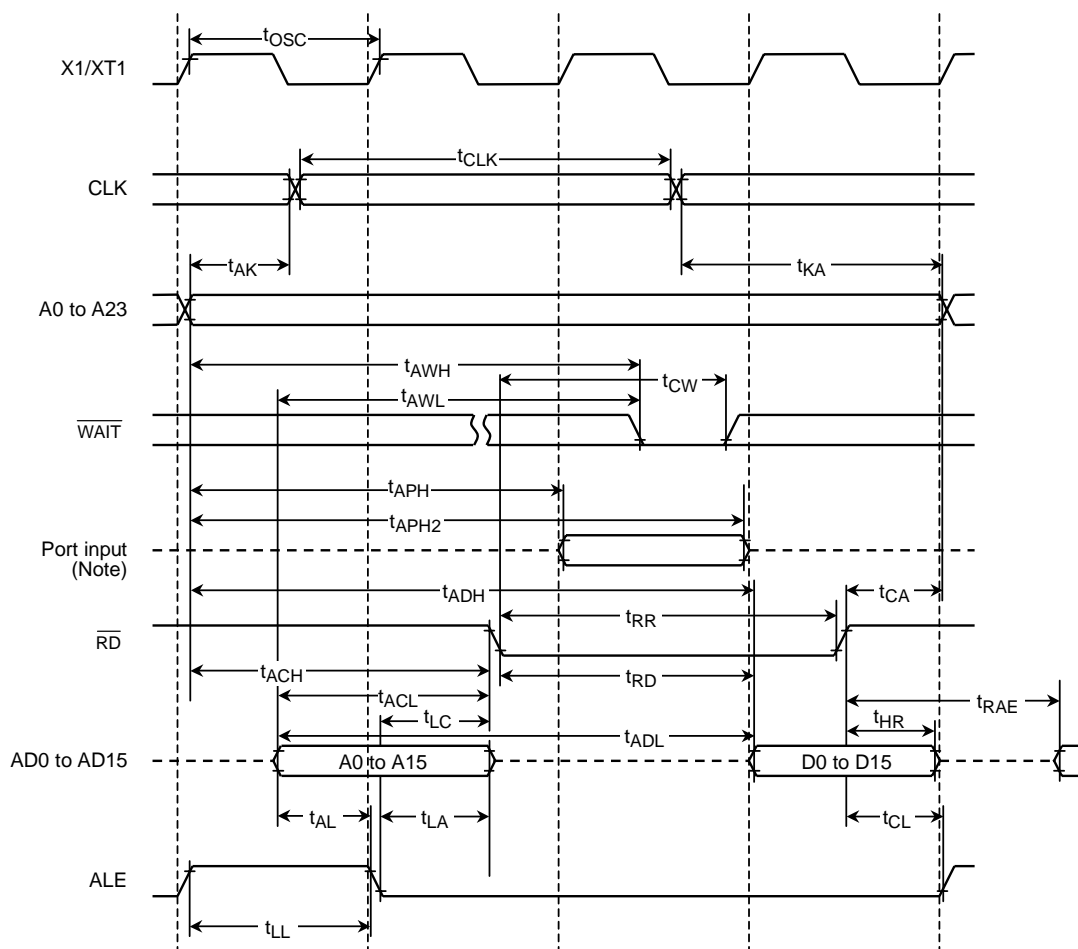 tOSC
X1/XT1
tCLK
CLK
tAK
tKA
A0 to A23
tAWH
tCW
tAWL
WAIT
tAPH
tAPH2
Port input
(Note)
tADH
tCA
tRR
RD
tACH
tRD
tACL
tRAE
tLC
tHR
tADL
AD0 to AD15
A0 to A15
D0 to D15
tAL
tLA
tCL
ALE
tLL